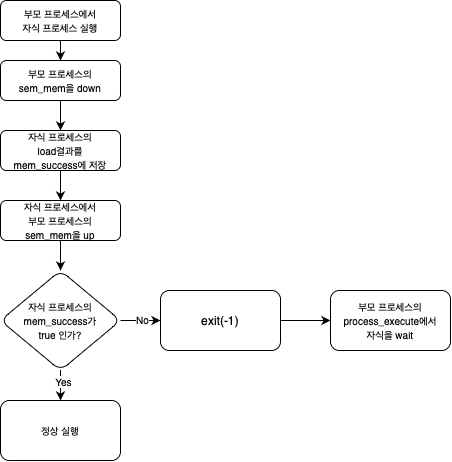 부모 프로세스에서
자식 프로세스 실행
부모 프로세스의
sem_mem을 down
자식 프로세스의
load결과를
mem_success에 저장
자식 프로세스에서
부모 프로세스의
sem_mem을 up
자식 프로세스의
mem_success가
true 인가?
No
exit(-1)
부모 프로세스의
process_execute에서
자식을 wait
Yes
정상 실행